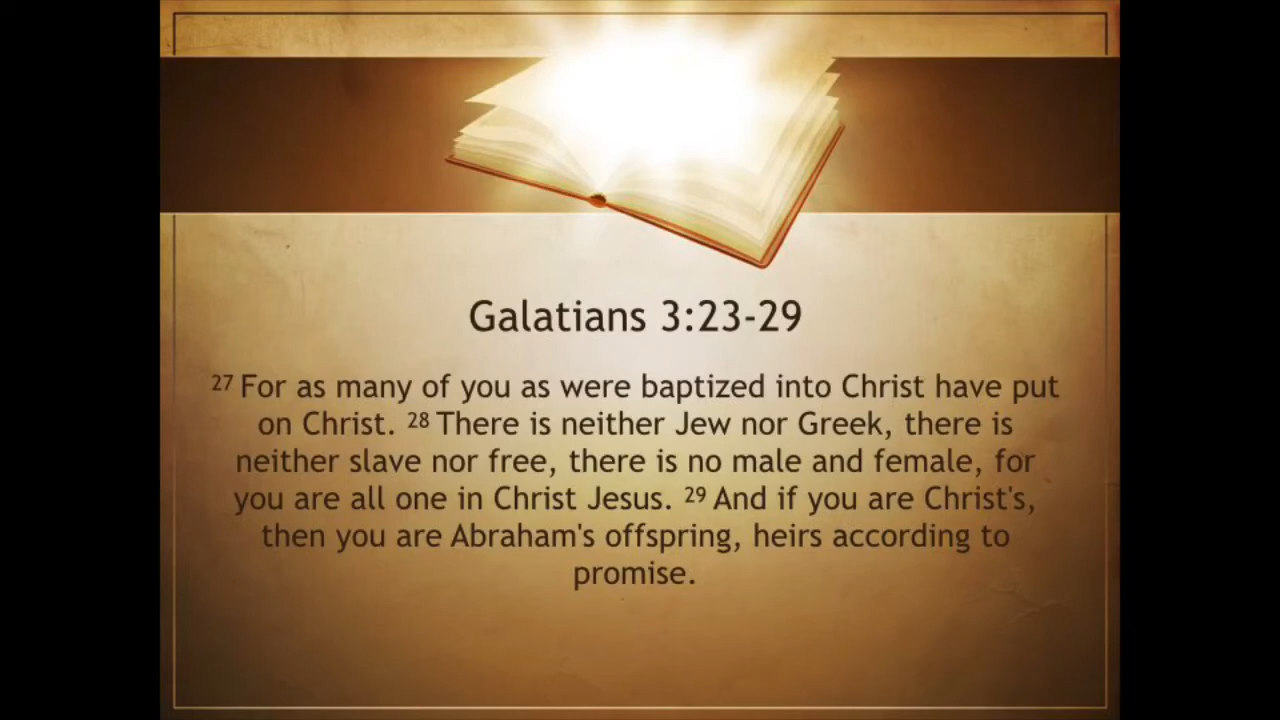 Galatians 3:23-29
27 For as many of you as were baptized into Christ have put
on Christ. 28 There is neither Jew nor Greek, there is
neither slave nor free, there is no male and female, for
you are all one in Christ Jesus. 29 And if you are Christ's,
then you are Abraham's offspring, heirs according to
promise.